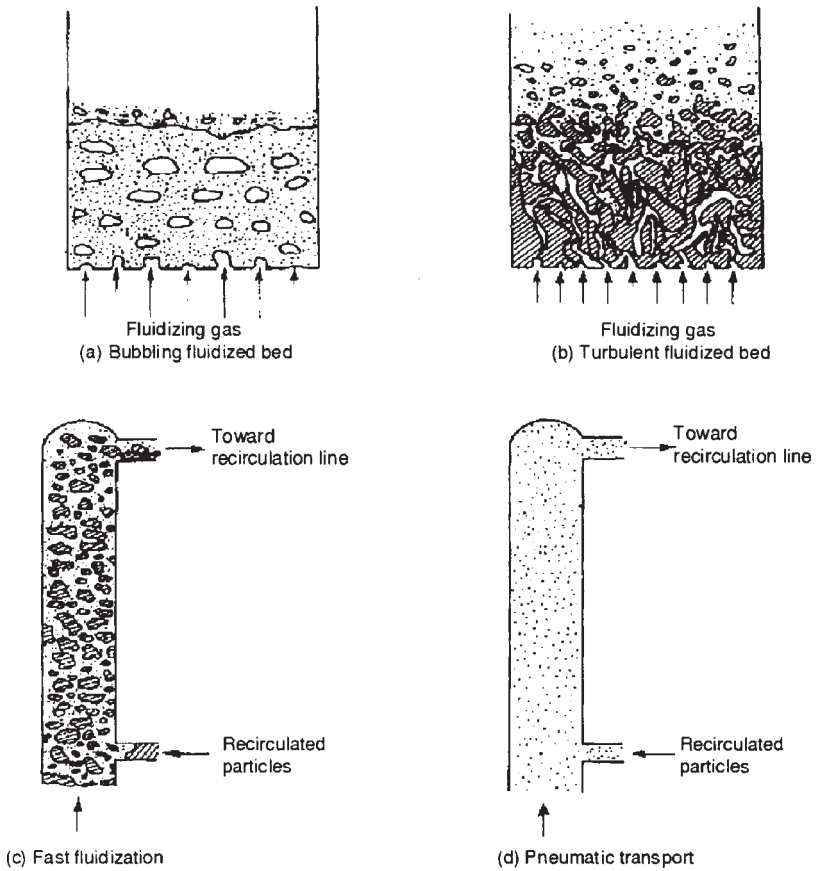 Fluidizing gas
(a) Bubbling fluidized bed
Fluidizing gas
(b) Turbulent fluidized bed
Toward
recirculation line
Recirculated
particles
(c) Fast fluidization
Toward
recirculation line
Recirculated
particles
(d) Pneumatic transport